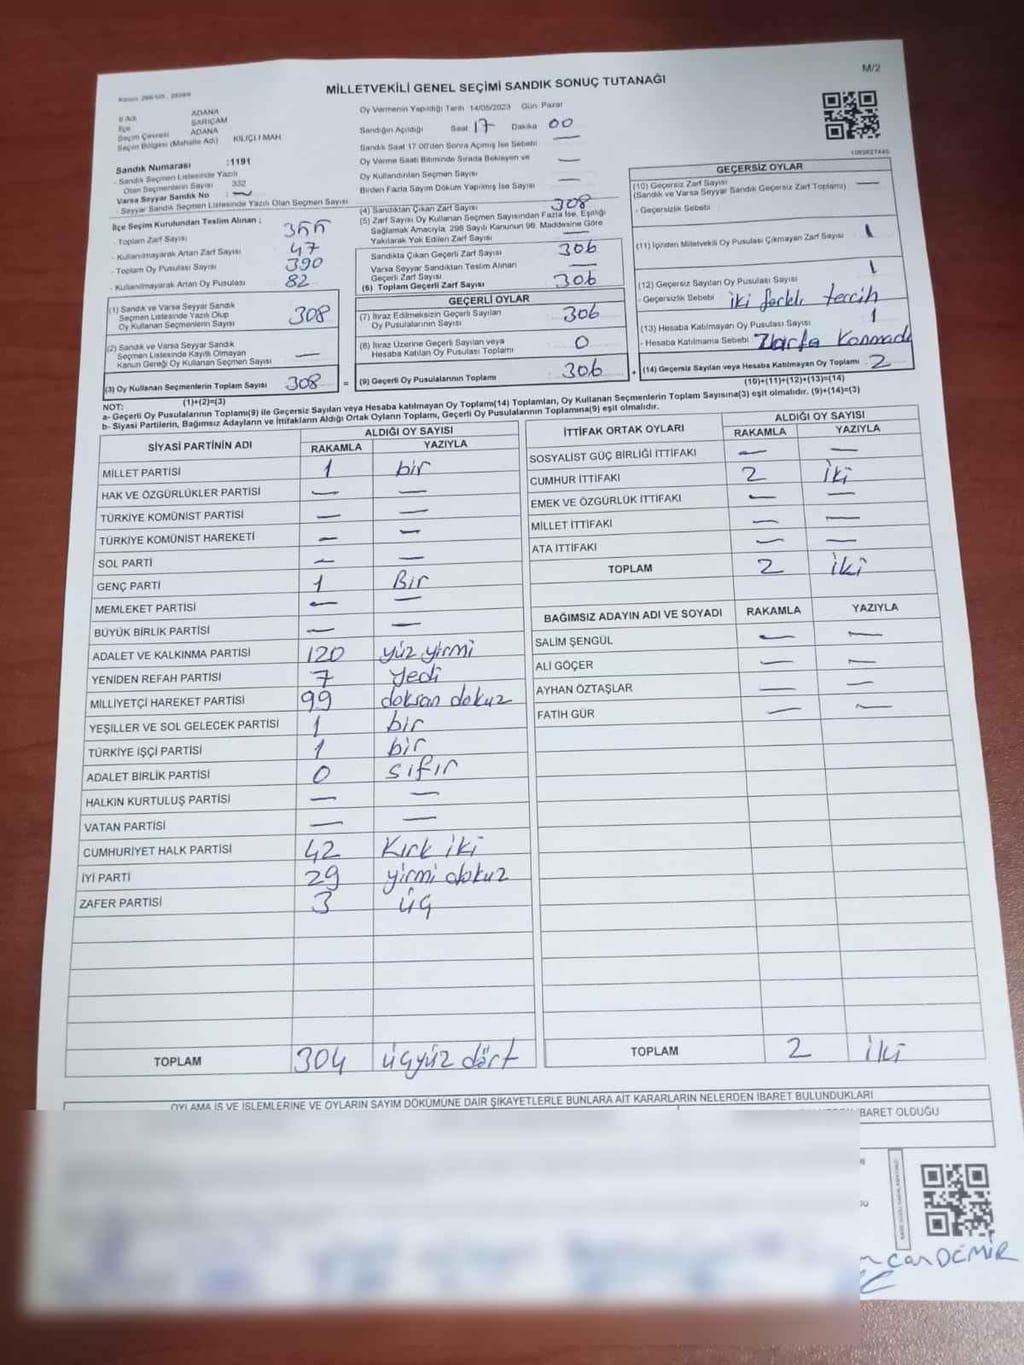 M/2
MİLLETVEKİLİ GENEL SEÇİMİ SANDIK SONUÇ TUTANAĞI
İl Adı ADANA
İlçe SARIÇAM
Seçim Çevresi ADANA
Seçim Bölgesi (Mahalle Adı) KILIÇLI MAH.
Sandık Numarası :1191
- Sandık Seçmen Listesinde Yazılı
Olan Seçmenlerin Sayısı 332
Varsa Seyyar Sandık No : —
- Seyyar Sandık Seçmen Listesinde Yazılı Olan Seçmen Sayısı
İlçe Seçim Kurulundan Teslim Alınan ;
- Toplam Zarf Sayısı 355
- Kullanılmayarak Artan Zarf Sayısı 47
- Toplam Oy Pusulası Sayısı 390
- Kullanılmayarak Artan Oy Pusulası 82
(1) Sandık ve Varsa Seyyar Sandık
Seçmen Listesinde Yazılı Olup
Oy Kullanan Seçmenlerin Sayısı 308
(2) Sandık ve Varsa Seyyar Sandık
Seçmen Listesinde Kayıtlı Olmayan
Kanun Gereği Oy Kullanan Seçmen Sayısı —
(3) Oy Kullanan Seçmenlerin Toplam Sayısı 308
(1)+(2)=(3)
Oy Vermenin Yapıldığı Tarih 14/05/2023 Gün Pazar
Sandığın Açıldığı Saat 17 Dakika 00
Sandık Saat 17.00'den Sonra Açılmış İse Sebebi —
Oy Verme Saati Bitiminde Sırada Bekleyen ve
Oy Kullandırılan Seçmen Sayısı —
Birden Fazla Sayım Döküm Yapılmış İse Sayısı —
(4) Sandıktan Çıkan Zarf Sayısı 308
(5) Zarf Sayısı Oy Kullanan Seçmen Sayısından Fazla İse, Eşitliği
Sağlamak Amacıyla, 298 Sayılı Kanunun 98. Maddesine Göre
Yakılarak Yok Edilen Zarf Sayısı —
Sandıkta Çıkan Geçerli Zarf Sayısı 306
Varsa Seyyar Sandıktan Teslim Alınan
Geçerli Zarf Sayısı —
(6) Toplam Geçerli Zarf Sayısı 306
GEÇERLİ OYLAR
(7) İtiraz Edilmeksizin Geçerli Sayılan
Oy Pusulalarının Sayısı 306
(8) İtiraz Üzerine Geçerli Sayılan veya
Hesaba Katılan Oy Pusulası Toplamı 0
= (9) Geçerli Oy Pusulalarının Toplamı 306
GEÇERSİZ OYLAR
(10) Geçersiz Zarf Sayısı
(Sandık ve Varsa Seyyar Sandık Geçersiz Zarf Toplamı) —
- Geçersizlik Sebebi
(11) İçinden Milletvekili Oy Pusulası Çıkmayan Zarf Sayısı 1
(12) Geçersiz Sayılan Oy Pusulası Sayısı 1
- Geçersizlik Sebebi iki farklı tercih
(13) Hesaba Katılmayan Oy Pusulası Sayısı 1
- Hesaba Katılmama Sebebi Zarfa Konmadı
+ (14) Geçersiz Sayılan veya Hesaba Katılmayan Oy Toplamı 2
(10)+(11)+(12)+(13)=(14)
NOT:
a- Geçerli Oy Pusulalarının Toplamı(9) ile Geçersiz Sayılan veya Hesaba katılmayan Oy Toplam(14) Toplamları, Oy Kullanan Seçmenlerin Toplam Sayısına(3) eşit olmalıdır. (9)+(14)=(3)
b- Siyasi Partilerin, Bağımsız Adayların ve İttifakların Aldığı Ortak Oyların Toplamı, Geçerli Oy Pusulalarının Toplamına(9) eşit olmalıdır.
SİYASİ PARTİNİN ADI ALDIĞI OY SAYISI
RAKAMLA YAZIYLA
MİLLET PARTİSİ 1 bir
HAK VE ÖZGÜRLÜKLER PARTİSİ — —
TÜRKİYE KOMÜNİST PARTİSİ — —
TÜRKİYE KOMÜNİST HAREKETİ — —
SOL PARTİ — —
GENÇ PARTİ 1 Bir
MEMLEKET PARTİSİ — —
BÜYÜK BİRLİK PARTİSİ — —
ADALET VE KALKINMA PARTİSİ 120 yüz yirmi
YENİDEN REFAH PARTİSİ 7 yedi
MİLLİYETÇİ HAREKET PARTİSİ 99 doksan dokuz
YEŞİLLER VE SOL GELECEK PARTİSİ 1 bir
TÜRKİYE İŞÇİ PARTİSİ 1 bir
ADALET BİRLİK PARTİSİ 0 sıfır
HALKIN KURTULUŞ PARTİSİ — —
VATAN PARTİSİ — —
CUMHURİYET HALK PARTİSİ 42 Kırk iki
İYİ PARTİ 29 yirmi dokuz
ZAFER PARTİSİ 3 üç
TOPLAM 304 üçyüz dört
İTTİFAK ORTAK OYLARI ALDIĞI OY SAYISI
RAKAMLA YAZIYLA
SOSYALİST GÜÇ BİRLİĞİ İTTİFAKI — —
CUMHUR İTTİFAKI 2 iki
EMEK VE ÖZGÜRLÜK İTTİFAKI — —
MİLLET İTTİFAKI — —
ATA İTTİFAKI — —
TOPLAM 2 iki
BAĞIMSIZ ADAYIN ADI VE SOYADI RAKAMLA YAZIYLA
SALİM ŞENGÜL — —
ALİ GÖÇER — —
AYHAN ÖZTAŞLAR — —
FATİH GÜR — —
TOPLAM 2 iki
OYLAMA İŞ VE İŞLEMLERİNE VE OYLARIN SAYIM DÖKÜMÜNE DAİR ŞİKAYETLERLE BUNLARA AİT KARARLARIN NELERDEN İBARET BULUNDUKLARI
İBARET OLDUĞU
can DEMİR